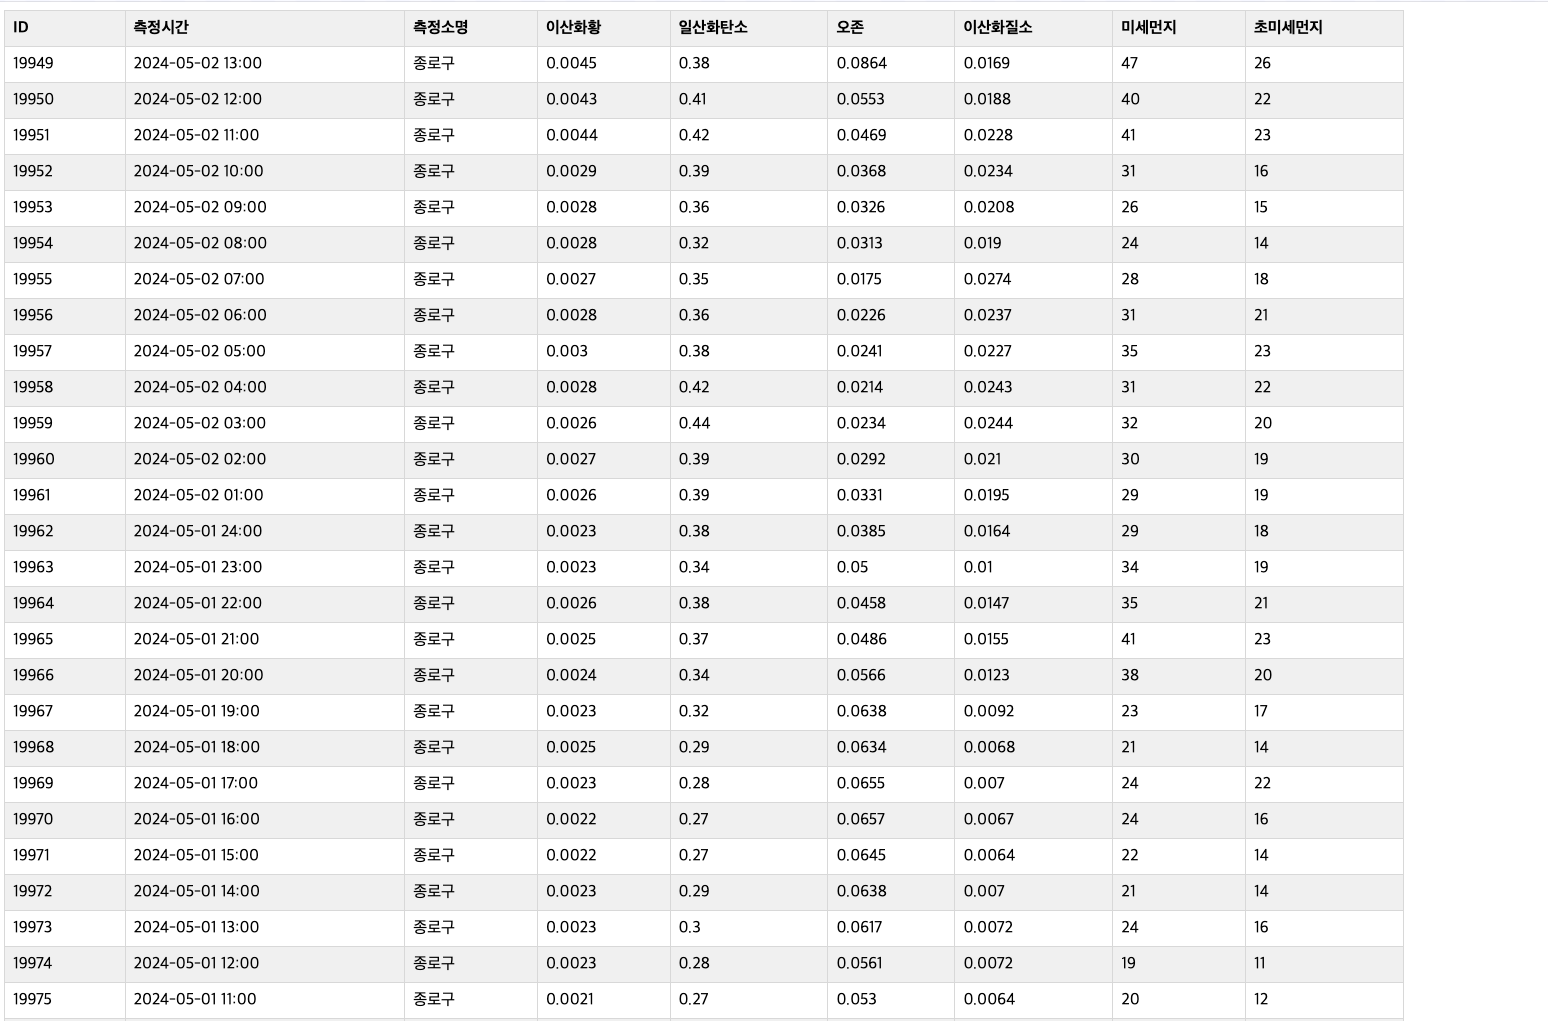 ID 측정시간 측정소명 이산화황 일산화탄소 오존 이산화질소 미세먼지 초미세먼지
19949 2024-05-02 13:00 종로구 0.0045 0.38 0.0864 0.0169 47 26
19950 2024-05-02 12:00 종로구 0.0043 0.41 0.0553 0.0188 40 22
19951 2024-05-02 11:00 종로구 0.0044 0.42 0.0469 0.0228 41 23
19952 2024-05-02 10:00 종로구 0.0029 0.39 0.0368 0.0234 31 16
19953 2024-05-02 09:00 종로구 0.0028 0.36 0.0326 0.0208 26 15
19954 2024-05-02 08:00 종로구 0.0028 0.32 0.0313 0.019 24 14
19955 2024-05-02 07:00 종로구 0.0027 0.35 0.0175 0.0274 28 18
19956 2024-05-02 06:00 종로구 0.0028 0.36 0.0226 0.0237 31 21
19957 2024-05-02 05:00 종로구 0.003 0.38 0.0241 0.0227 35 23
19958 2024-05-02 04:00 종로구 0.0028 0.42 0.0214 0.0243 31 22
19959 2024-05-02 03:00 종로구 0.0026 0.44 0.0234 0.0244 32 20
19960 2024-05-02 02:00 종로구 0.0027 0.39 0.0292 0.021 30 19
19961 2024-05-02 01:00 종로구 0.0026 0.39 0.0331 0.0195 29 19
19962 2024-05-01 24:00 종로구 0.0023 0.38 0.0385 0.0164 29 18
19963 2024-05-01 23:00 종로구 0.0023 0.34 0.05 0.01 34 19
19964 2024-05-01 22:00 종로구 0.0026 0.38 0.0458 0.0147 35 21
19965 2024-05-01 21:00 종로구 0.0025 0.37 0.0486 0.0155 41 23
19966 2024-05-01 20:00 종로구 0.0024 0.34 0.0566 0.0123 38 20
19967 2024-05-01 19:00 종로구 0.0023 0.32 0.0638 0.0092 23 17
19968 2024-05-01 18:00 종로구 0.0025 0.29 0.0634 0.0068 21 14
19969 2024-05-01 17:00 종로구 0.0023 0.28 0.0655 0.007 24 22
19970 2024-05-01 16:00 종로구 0.0022 0.27 0.0657 0.0067 24 16
19971 2024-05-01 15:00 종로구 0.0022 0.27 0.0645 0.0064 22 14
19972 2024-05-01 14:00 종로구 0.0023 0.29 0.0638 0.007 21 14
19973 2024-05-01 13:00 종로구 0.0023 0.3 0.0617 0.0072 24 16
19974 2024-05-01 12:00 종로구 0.0023 0.28 0.0561 0.0072 19 11
19975 2024-05-01 11:00 종로구 0.0021 0.27 0.053 0.0064 20 12